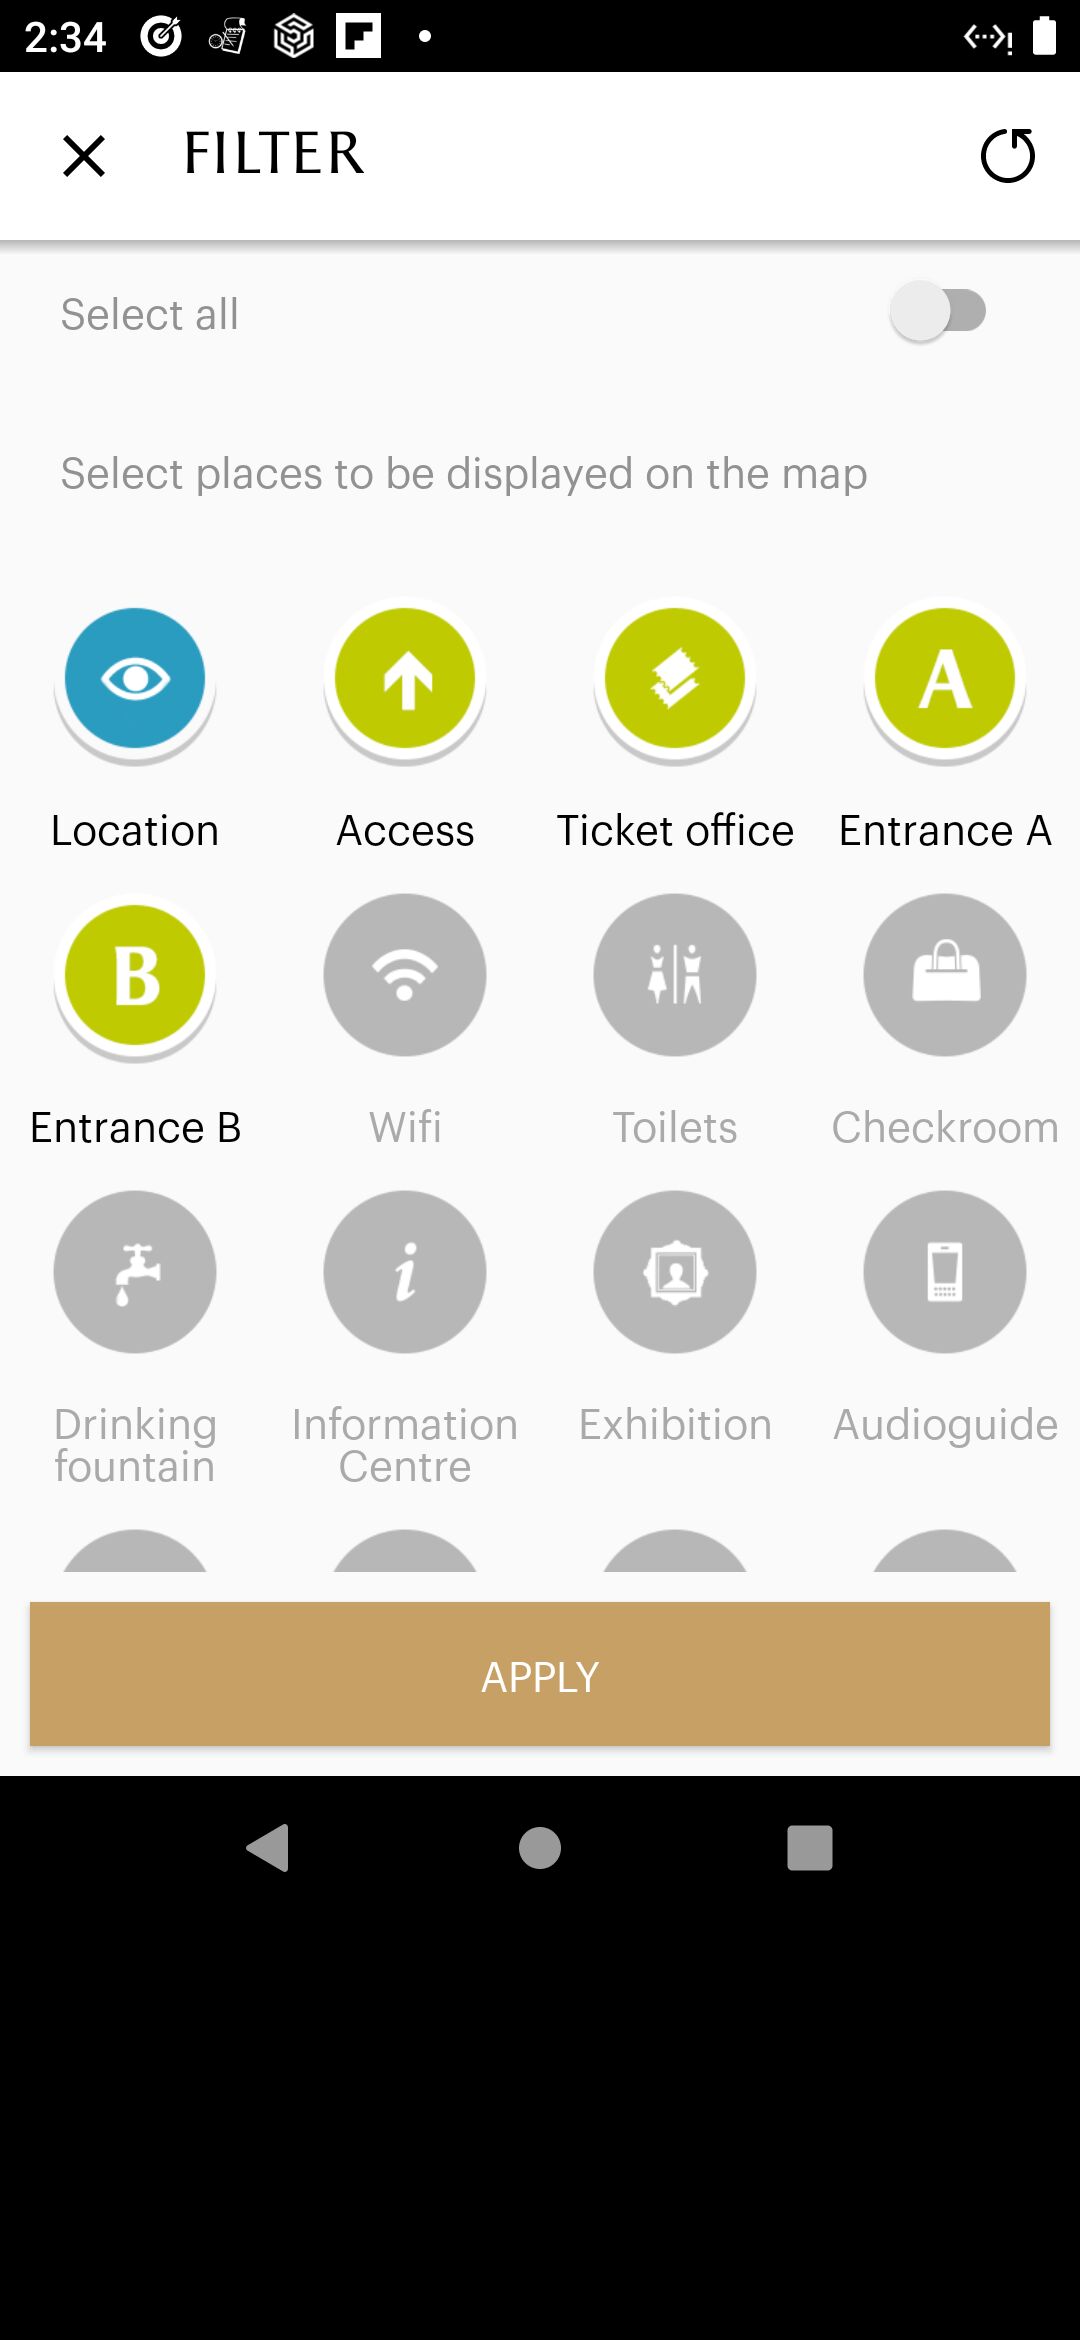 2:34
FILTER
Select all
Select places to be displayed on the map
A
Location
Access
Ticket office
Entrance A
B
Entrance B
Wifi
Toilets
Checkroom
i
Drinking
fountain
Information
Centre
Exhibition
Audioguide
APPLY